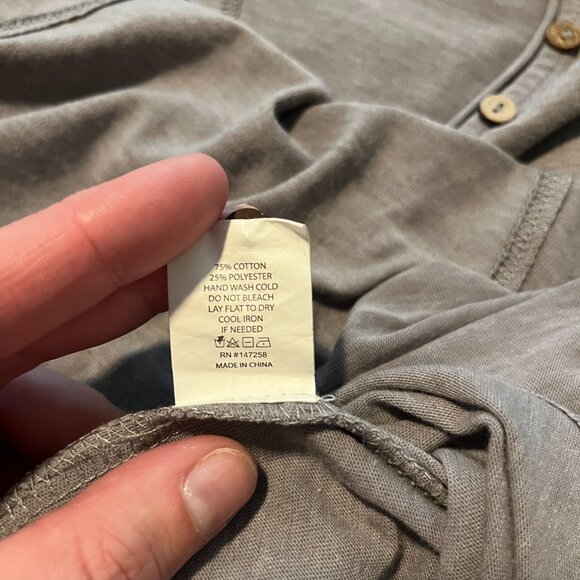 75% COTTON
25% POLYESTER
HAND WASH COLD
DO NOT BLEACH
LAY FLAT TO DRY
COOL IRON
IF NEEDED
RN #147258
MADE IN CHINA